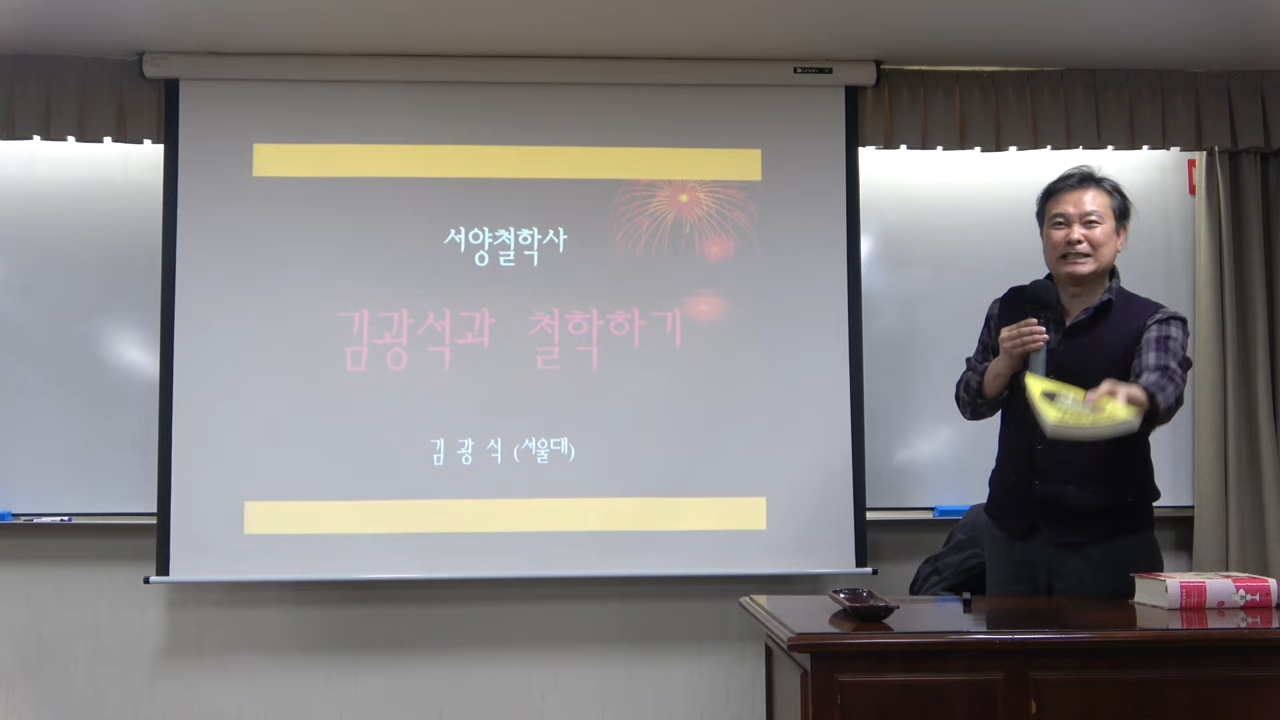 서양철학사
김광석과 철학하기
김 광 식 (서울대)